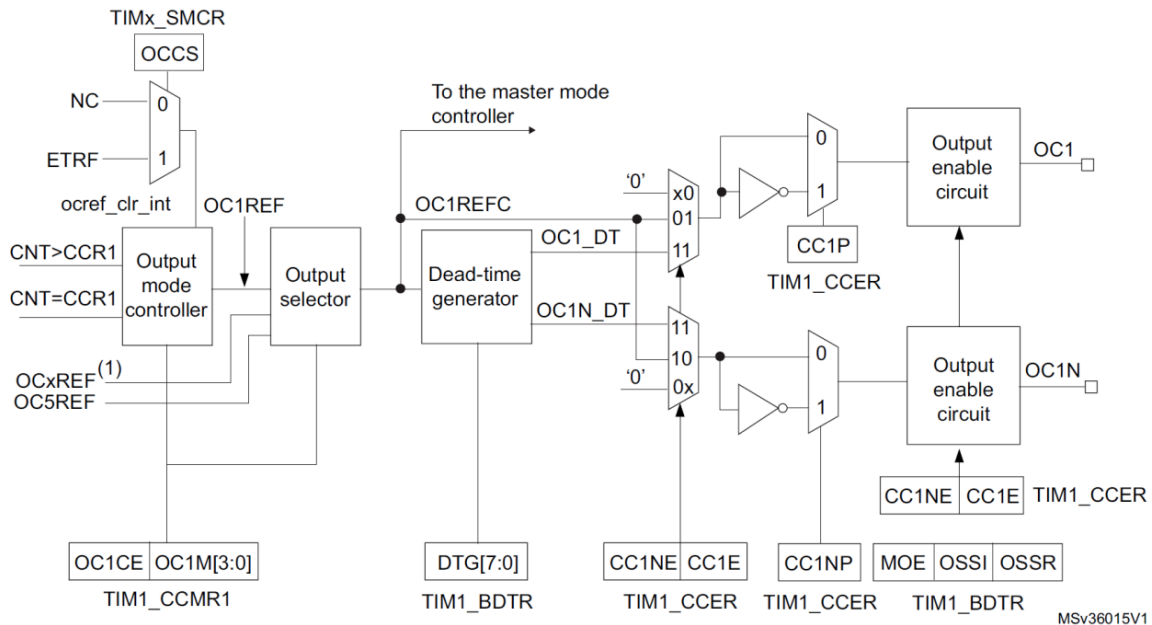 TIMx_SMCR
OCCS
NC
0
ETRF
1
ocref_clr_int
To the master mode
controller
OC1REF
CNT>CCR1
CNT=CCR1
Output
mode
controller
Output
selector
OCxREF(1)
OC5REF
OC1REFC
OC1_DT
Dead-time
generator
OC1N_DT
'0'
x0
01
11
11
10
'0'
0x
0
1
CC1P
TIM1_CCER
0
1
Output
enable
circuit
OC1
Output
enable
circuit
OC1N
CC1NE CC1E TIM1_CCER
OC1CE OC1M[3:0]
TIM1_CCMR1
DTG[7:0]
TIM1_BDTR
CC1NE CC1E
TIM1_CCER
CC1NP
TIM1_CCER
MOE OSSI OSSR
TIM1_BDTR
MSv36015V1